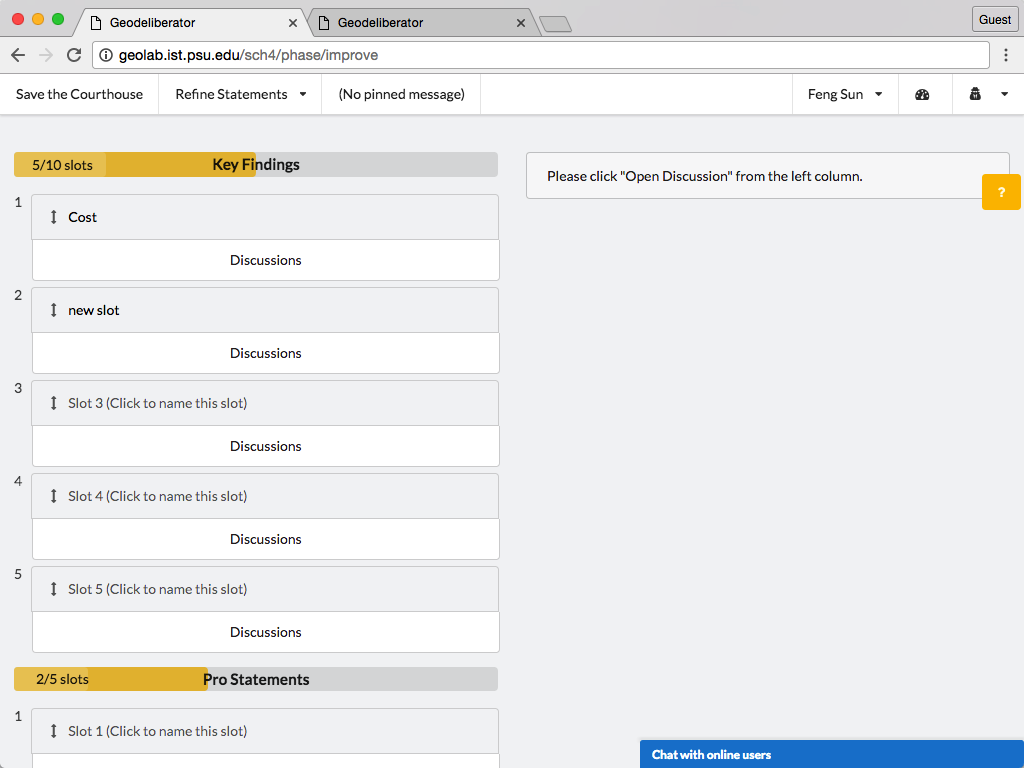 Geodeliberator
Geodeliberator
Guest
geolab.ist.psu.edu/sch4/phase/improve
Save the Courthouse
Refine Statements
(No pinned message)
Feng Sun
5/10 slots
Key Findings
Please click "Open Discussion" from the left column.
?
1
Cost
Discussions
2
new slot
Discussions
3
Slot 3 (Click to name this slot)
Discussions
4
Slot 4 (Click to name this slot)
Discussions
5
Slot 5 (Click to name this slot)
Discussions
2/5 slots
Pro Statements
1
Slot 1 (Click to name this slot)
Chat with online users